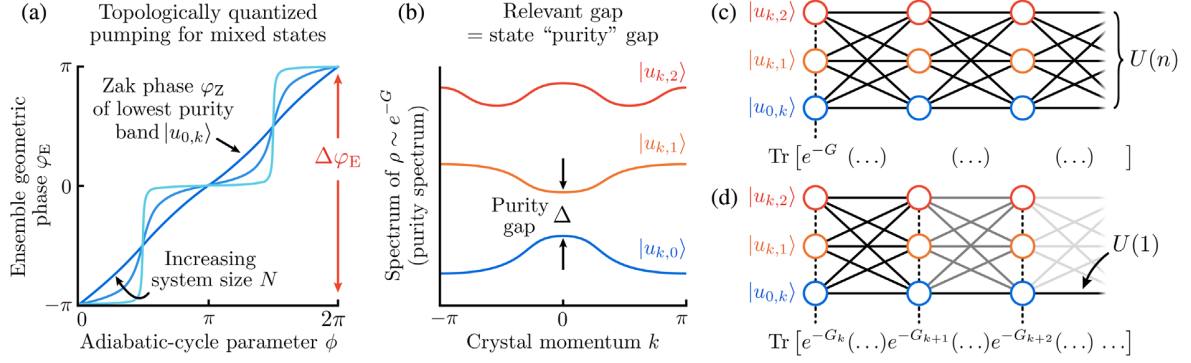 (a)
Topologically quantized
pumping for mixed states
Ensemble geometric
phase φ_E
π
0
−π
Zak phase φ_Z
of lowest purity
band |u_{0,k}⟩
Δφ_E
Increasing
system size N
0
π
2π
Adiabatic-cycle parameter ϕ
(b)
Relevant gap
= state “purity” gap
Spectrum of ρ ∼ e^{−G}
(purity spectrum)
|u_{k,2}⟩
|u_{k,1}⟩
Purity
gap
Δ
|u_{k,0}⟩
−π
0
π
Crystal momentum k
(c)
|u_{k,2}⟩
|u_{k,1}⟩
|u_{0,k}⟩
U(n)
Tr [e^{−G} (...) (...) (...) ]
(d)
|u_{k,2}⟩
|u_{k,1}⟩
|u_{0,k}⟩
U(1)
Tr [e^{−G_k}(...)e^{−G_{k+1}}(...)e^{−G_{k+2}}(...) ...]